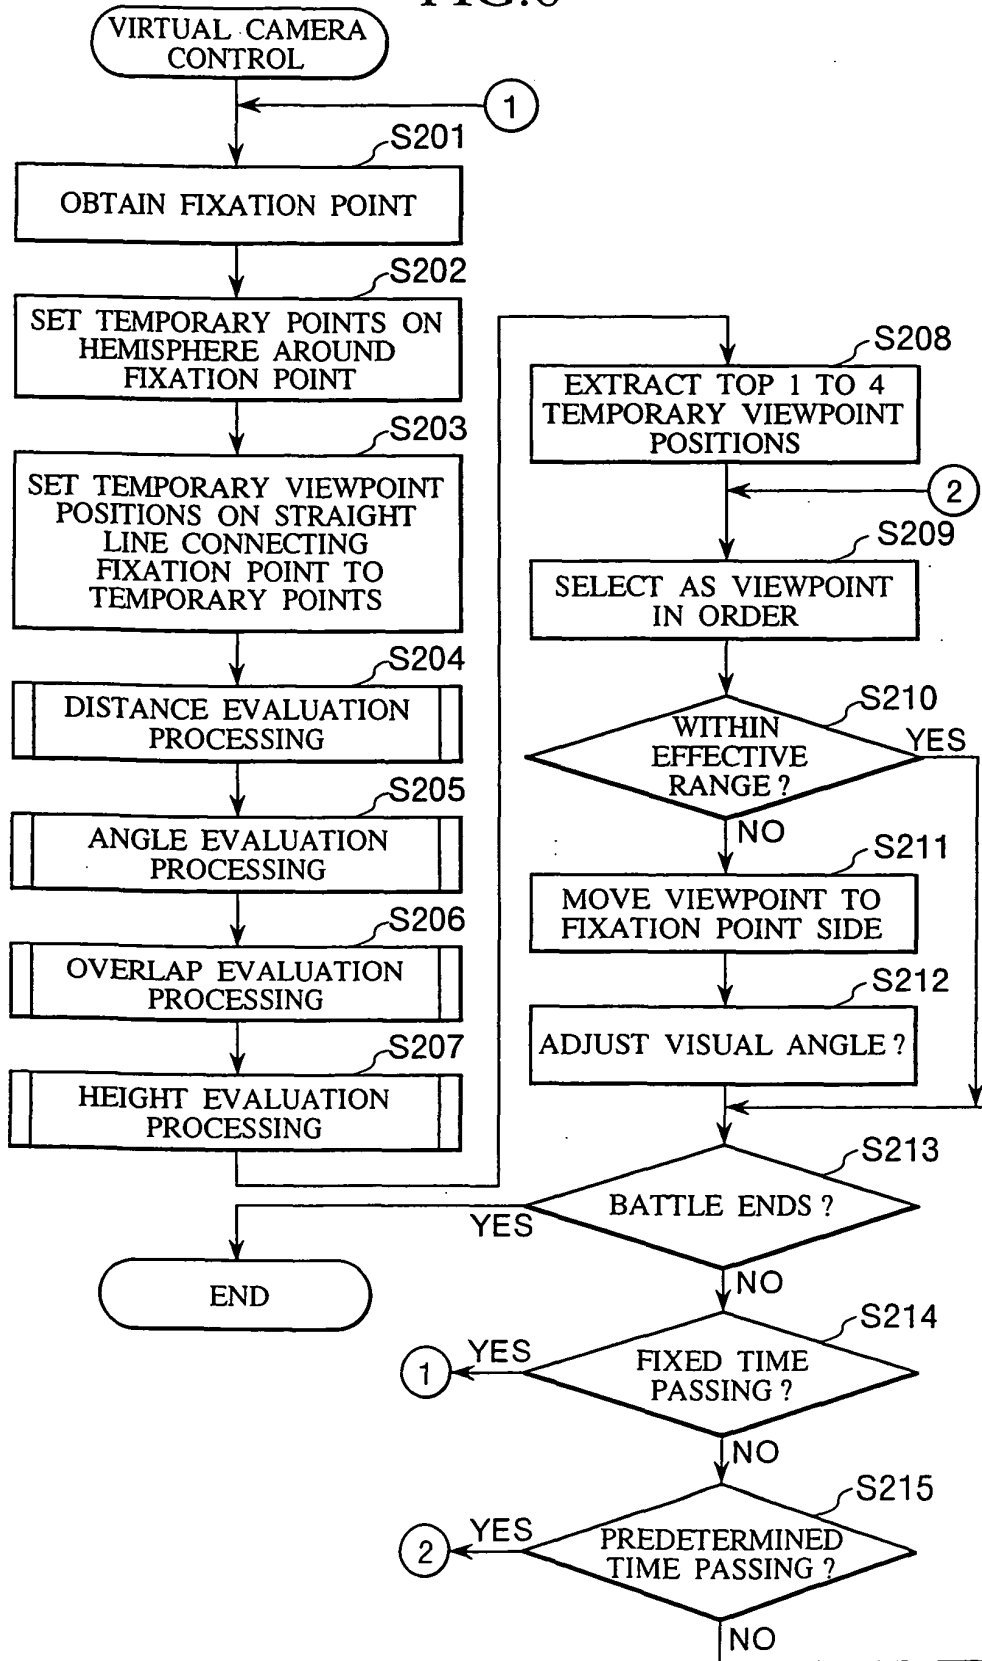 VIRTUAL CAMERA
CONTROL
1
S201
OBTAIN FIXATION POINT
S202
SET TEMPORARY POINTS ON
HEMISPHERE AROUND
FIXATION POINT
S203
SET TEMPORARY VIEWPOINT
POSITIONS ON STRAIGHT
LINE CONNECTING
FIXATION POINT TO
TEMPORARY POINTS
S204
DISTANCE EVALUATION
PROCESSING
S205
ANGLE EVALUATION
PROCESSING
S206
OVERLAP EVALUATION
PROCESSING
S207
HEIGHT EVALUATION
PROCESSING
S208
EXTRACT TOP 1 TO 4
TEMPORARY VIEWPOINT
POSITIONS
2
S209
SELECT AS VIEWPOINT
IN ORDER
S210
WITHIN
EFFECTIVE
RANGE ?
YES
NO
S211
MOVE VIEWPOINT TO
FIXATION POINT SIDE
S212
ADJUST VISUAL ANGLE ?
S213
BATTLE ENDS ?
YES
END
NO
S214
FIXED TIME
PASSING ?
YES
1
NO
S215
PREDETERMINED
TIME PASSING ?
YES
2
NO